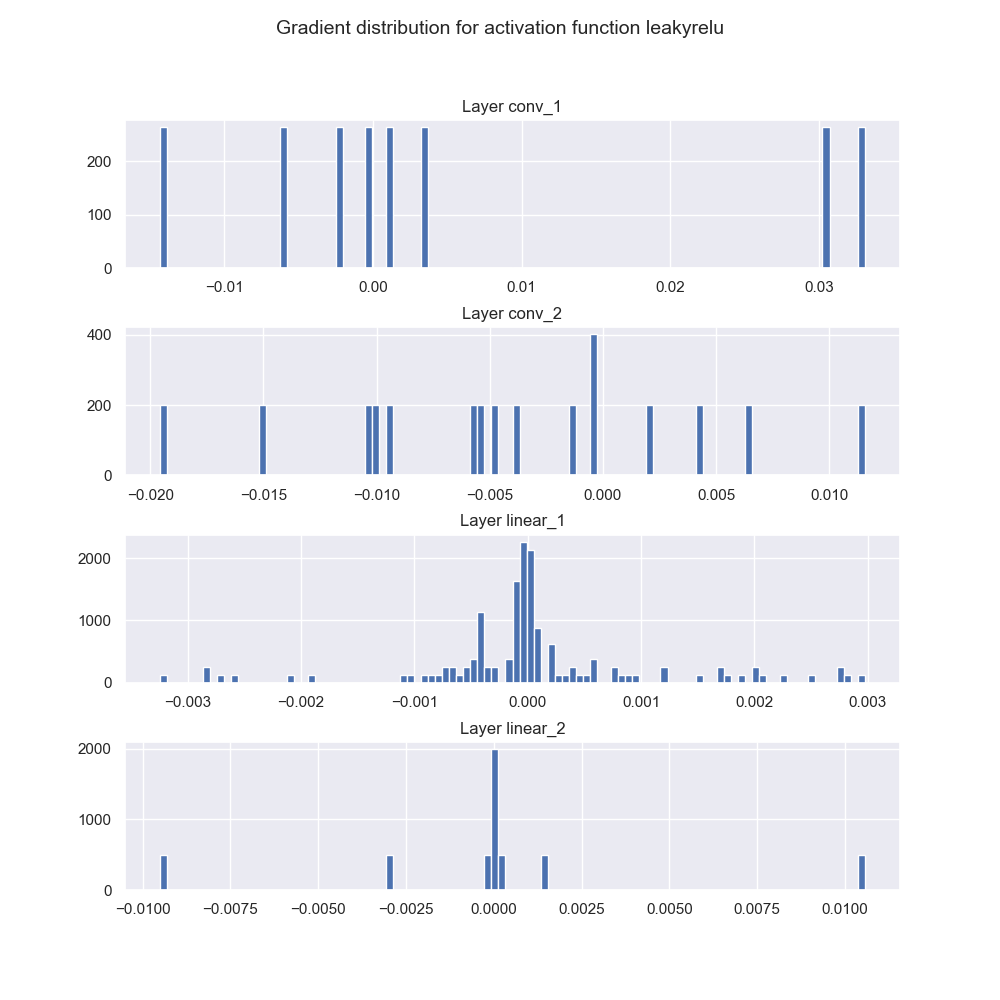 Gradient distribution for activation function leakyrelu
Layer conv_1
200
100
0
−0.01 0.00 0.01 0.02 0.03
Layer conv_2
400
200
0
−0.020 −0.015 −0.010 −0.005 0.000 0.005 0.010
Layer linear_1
2000
1000
0
−0.003 −0.002 −0.001 0.000 0.001 0.002 0.003
Layer linear_2
2000
1000
0
−0.0100 −0.0075 −0.0050 −0.0025 0.0000 0.0025 0.0050 0.0075 0.0100